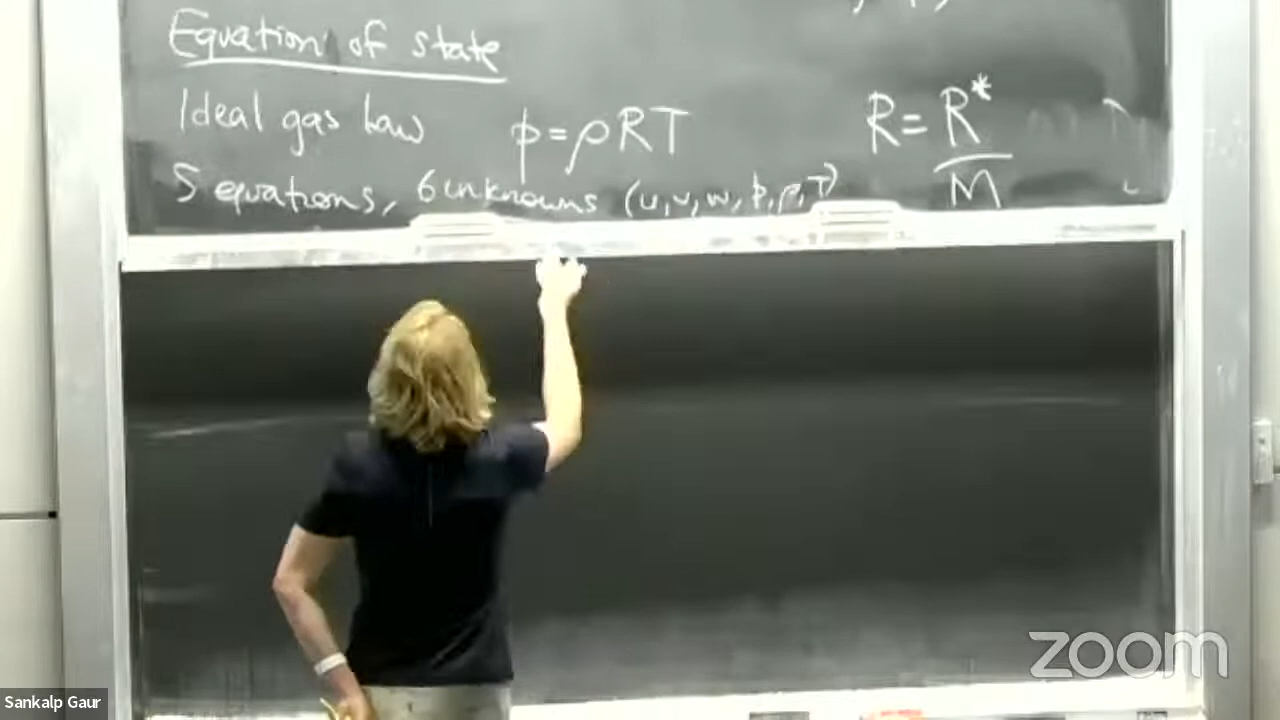 Equation of state
Ideal gas law p=ρRT R=R*/M
5 equations, 6 unknowns (u,v,w,p,ρ,T)
zoom
Sankalp Gaur